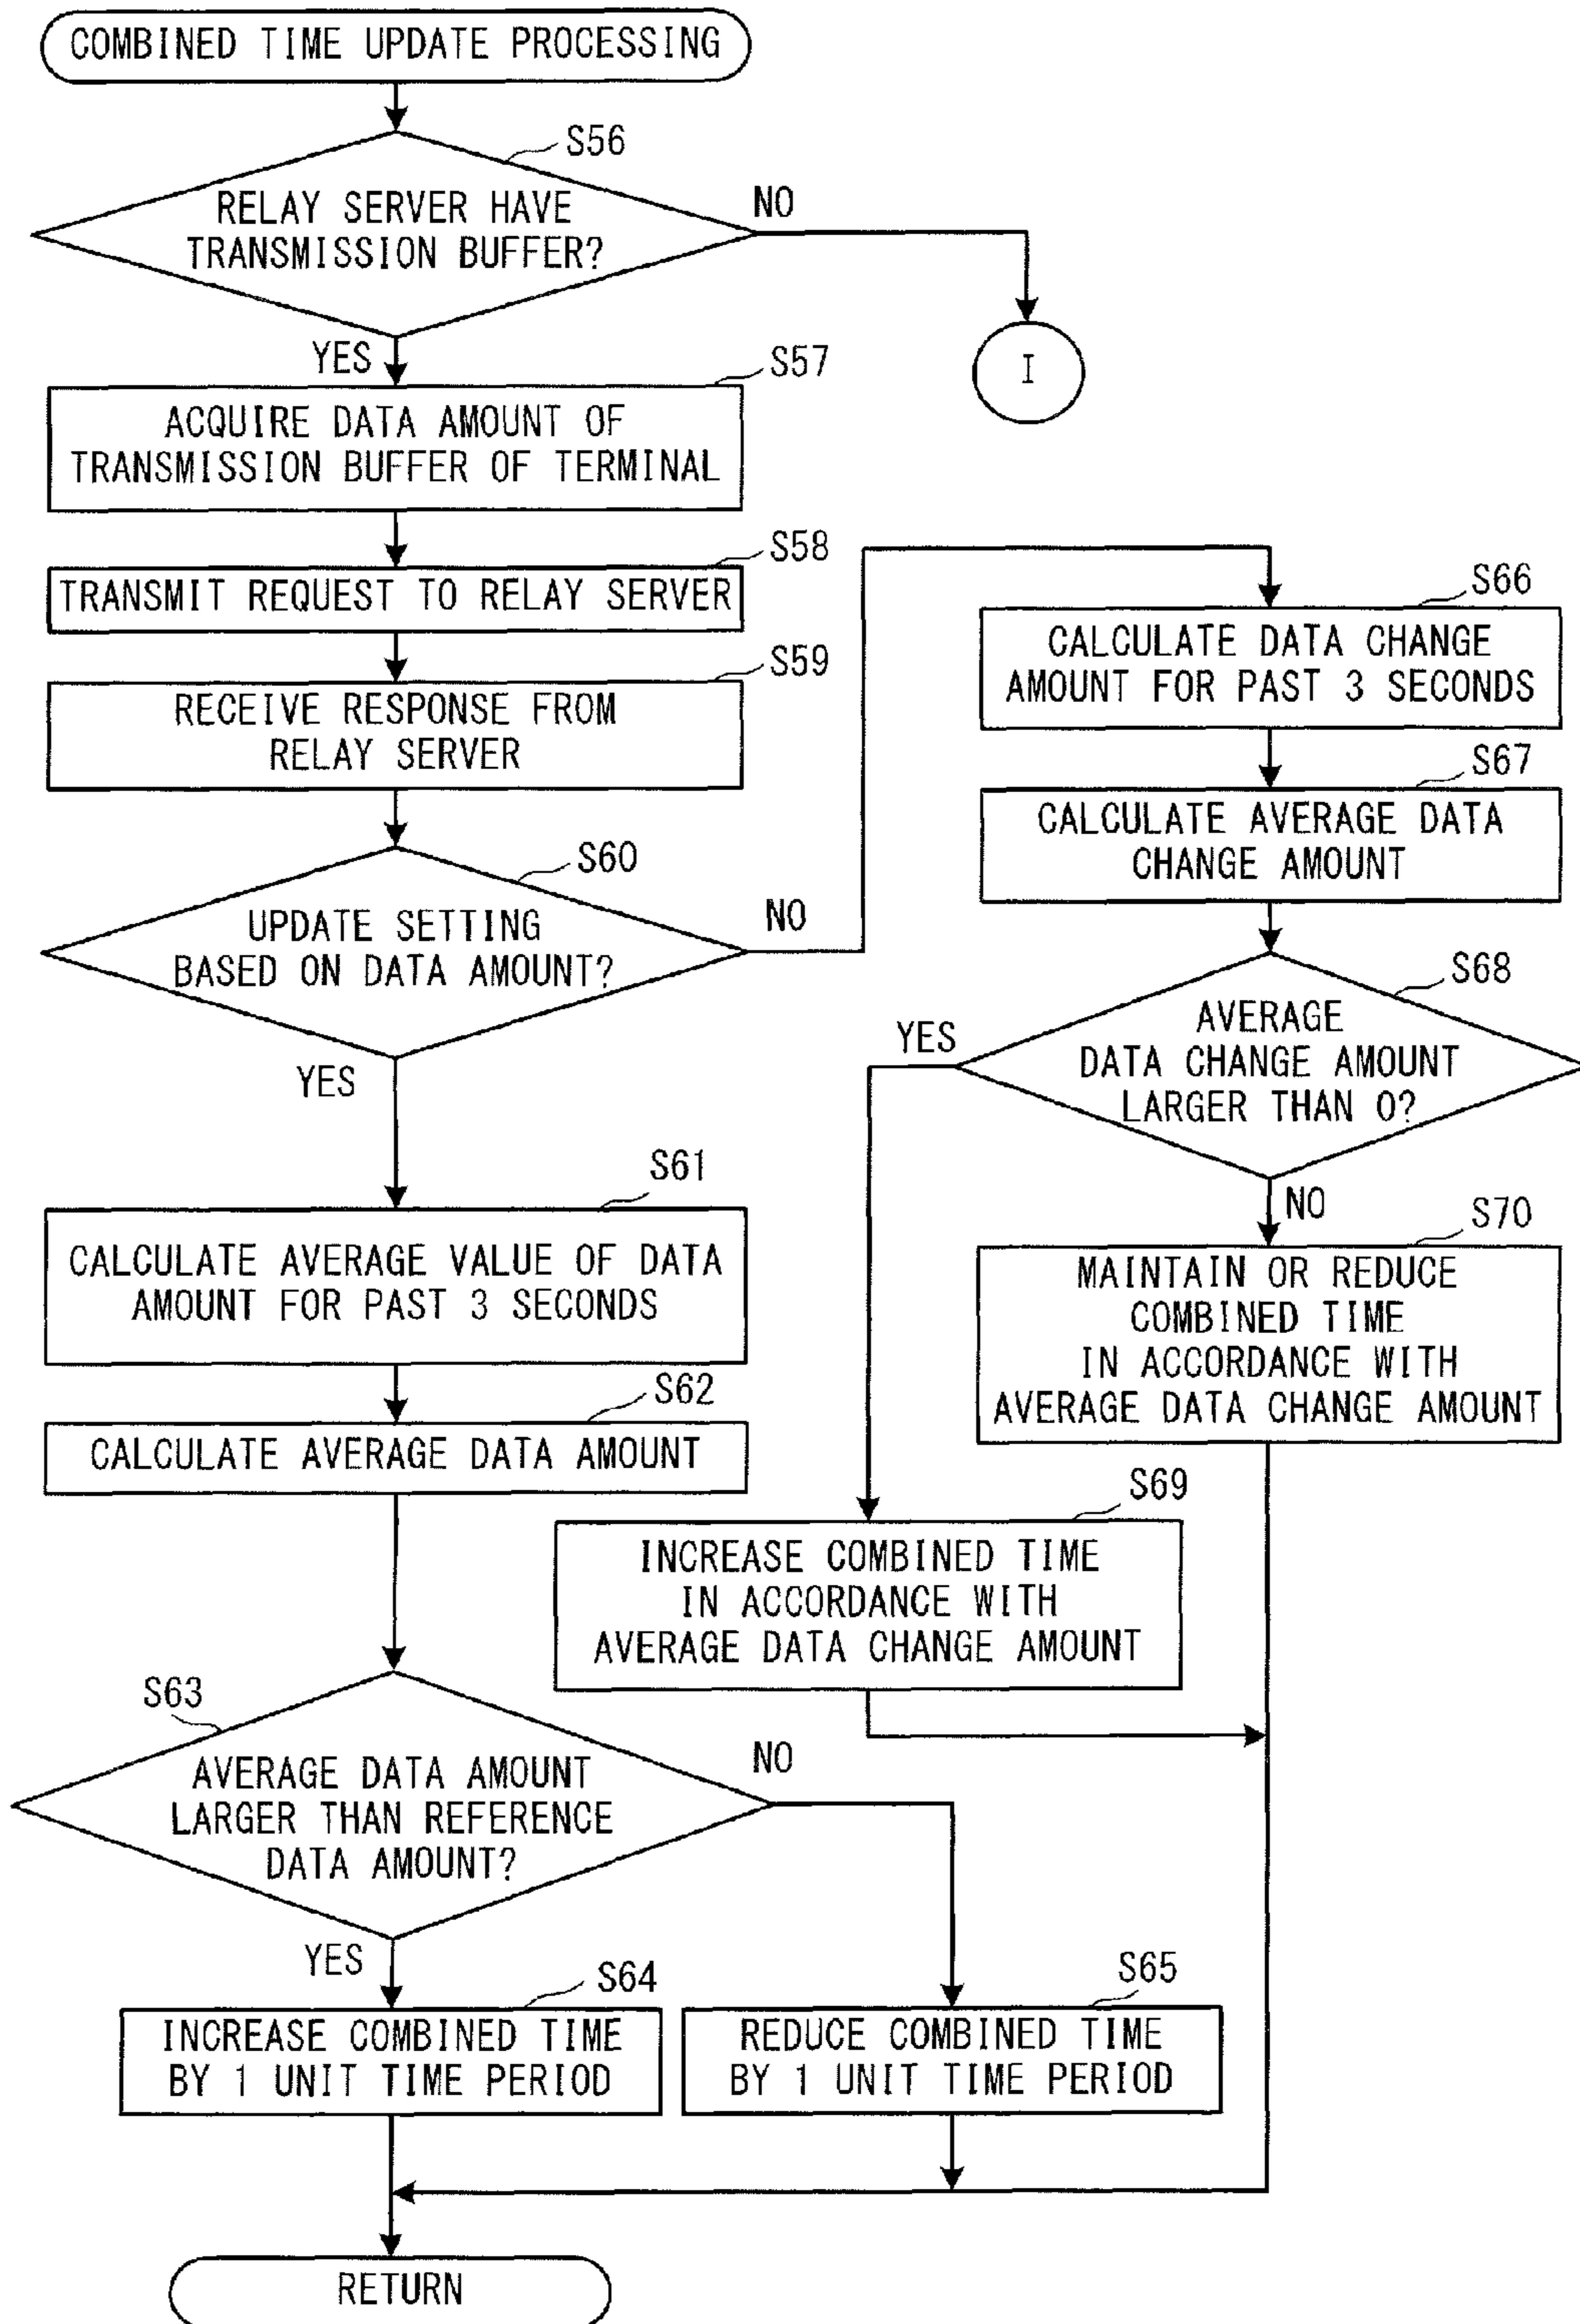 COMBINED TIME UPDATE PROCESSING
S56
RELAY SERVER HAVE
TRANSMISSION BUFFER?
NO
I
YES
S57
ACQUIRE DATA AMOUNT OF
TRANSMISSION BUFFER OF TERMINAL
S58
TRANSMIT REQUEST TO RELAY SERVER
S59
RECEIVE RESPONSE FROM
RELAY SERVER
S60
UPDATE SETTING
BASED ON DATA AMOUNT?
NO
YES
S61
CALCULATE AVERAGE VALUE OF DATA
AMOUNT FOR PAST 3 SECONDS
S62
CALCULATE AVERAGE DATA AMOUNT
S63
AVERAGE DATA AMOUNT
LARGER THAN REFERENCE
DATA AMOUNT?
NO
YES
S64
INCREASE COMBINED TIME
BY 1 UNIT TIME PERIOD
S65
REDUCE COMBINED TIME
BY 1 UNIT TIME PERIOD
S66
CALCULATE DATA CHANGE
AMOUNT FOR PAST 3 SECONDS
S67
CALCULATE AVERAGE DATA
CHANGE AMOUNT
S68
AVERAGE
DATA CHANGE AMOUNT
LARGER THAN 0?
YES
NO
S70
MAINTAIN OR REDUCE
COMBINED TIME
IN ACCORDANCE WITH
AVERAGE DATA CHANGE AMOUNT
S69
INCREASE COMBINED TIME
IN ACCORDANCE WITH
AVERAGE DATA CHANGE AMOUNT
RETURN